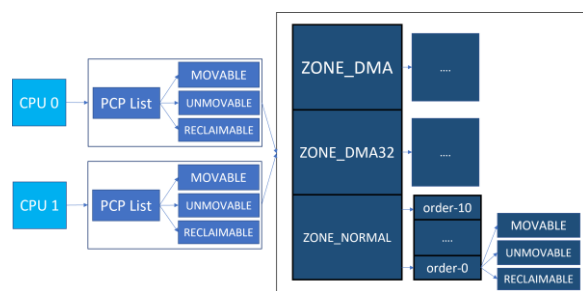 CPU 0
PCP List
MOVABLE
UNMOVABLE
RECLAIMABLE
CPU 1
PCP List
MOVABLE
UNMOVABLE
RECLAIMABLE
ZONE_DMA
....
ZONE_DMA32
....
ZONE_NORMAL
order-10
....
order-0
MOVABLE
UNMOVABLE
RECLAIMABLE